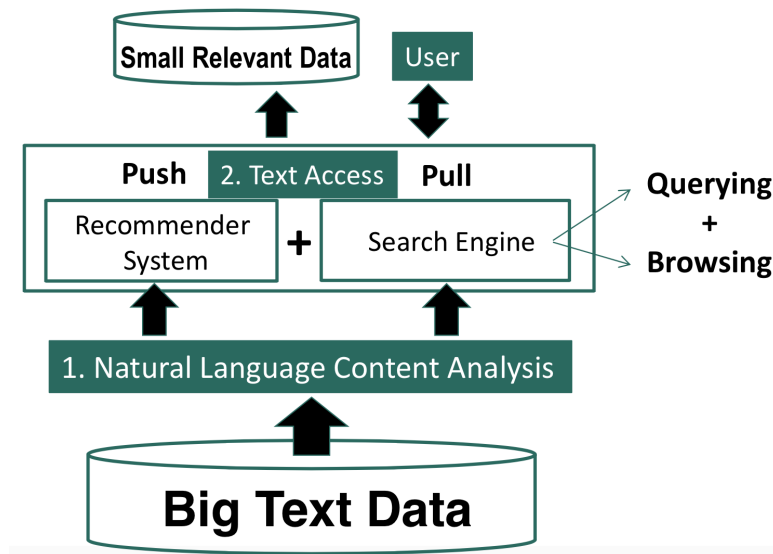 Small Relevant Data
User
Push
2. Text Access
Pull
Querying
+
Browsing
Recommender
System
+
Search Engine
1. Natural Language Content Analysis
Big Text Data